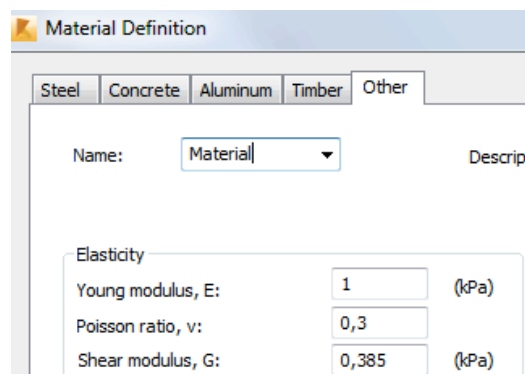 Material Definition
Steel Concrete Aluminum Timber Other
Name: Material Descrip
Elasticity
Young modulus, E: 1 (kPa)
Poisson ratio, ν: 0,3
Shear modulus, G: 0,385 (kPa)